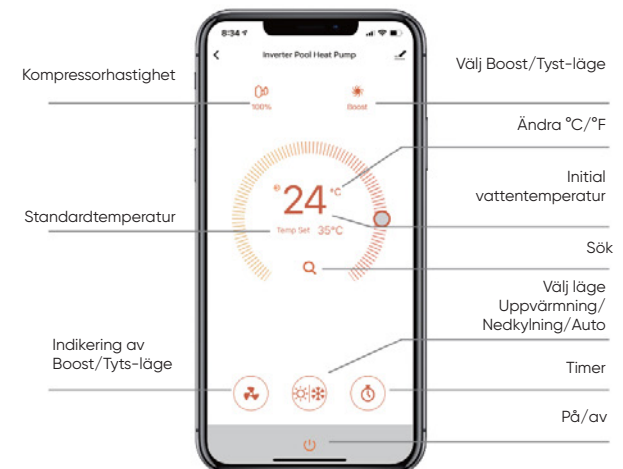 8:34
Inverter Pool Heat Pump
Kompressorhastighet
Välj Boost/Tyst-läge
100%
Boost
Ändra °C/°F
24 °C
Initial
vattentemperatur
Standardtemperatur
Temp Set 35°C
Sök
Välj läge
Uppvärmning/
Nedkylning/Auto
Indikering av
Boost/Tyts-läge
Timer
På/av